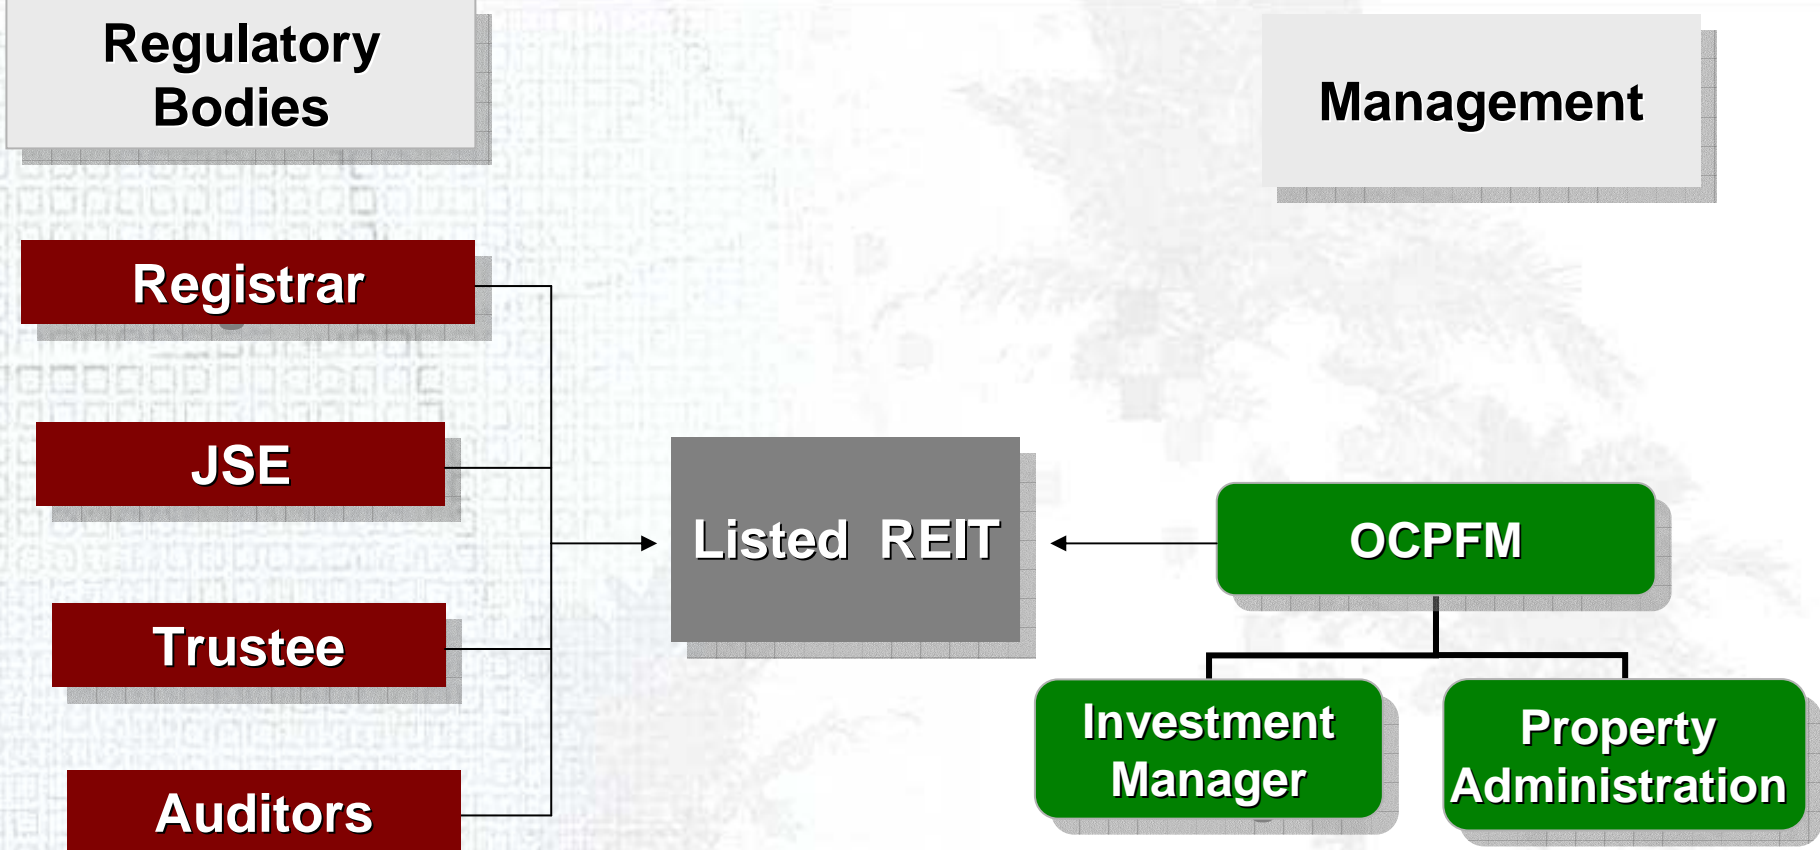 Regulatory
Bodies
Management
Registrar
JSE
Listed REIT
OCPFM
Trustee
Investment
Manager
Property
Administration
Auditors